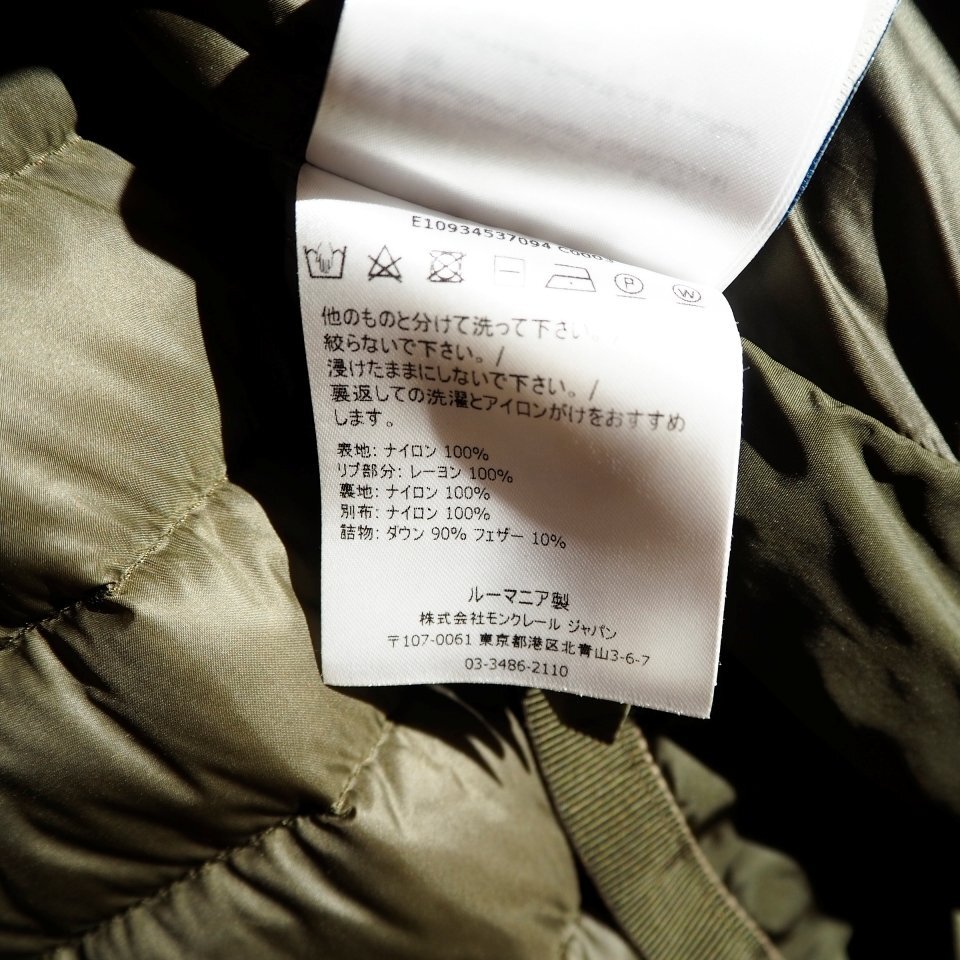 E10934537094
P
W
他のものと分けて洗って下さい。/
絞らないで下さい。/
浸けたままにしないで下さい。/
裏返しての洗濯とアイロンがけをおすすめ
します。
表地: ナイロン 100%
リブ部分: レーヨン 100%
裏地: ナイロン 100%
別布: ナイロン 100%
詰物: ダウン 90% フェザー 10%
ルーマニア製
株式会社モンクレール ジャパン
〒107-0061 東京都港区北青山3-6-7
03-3486-2110